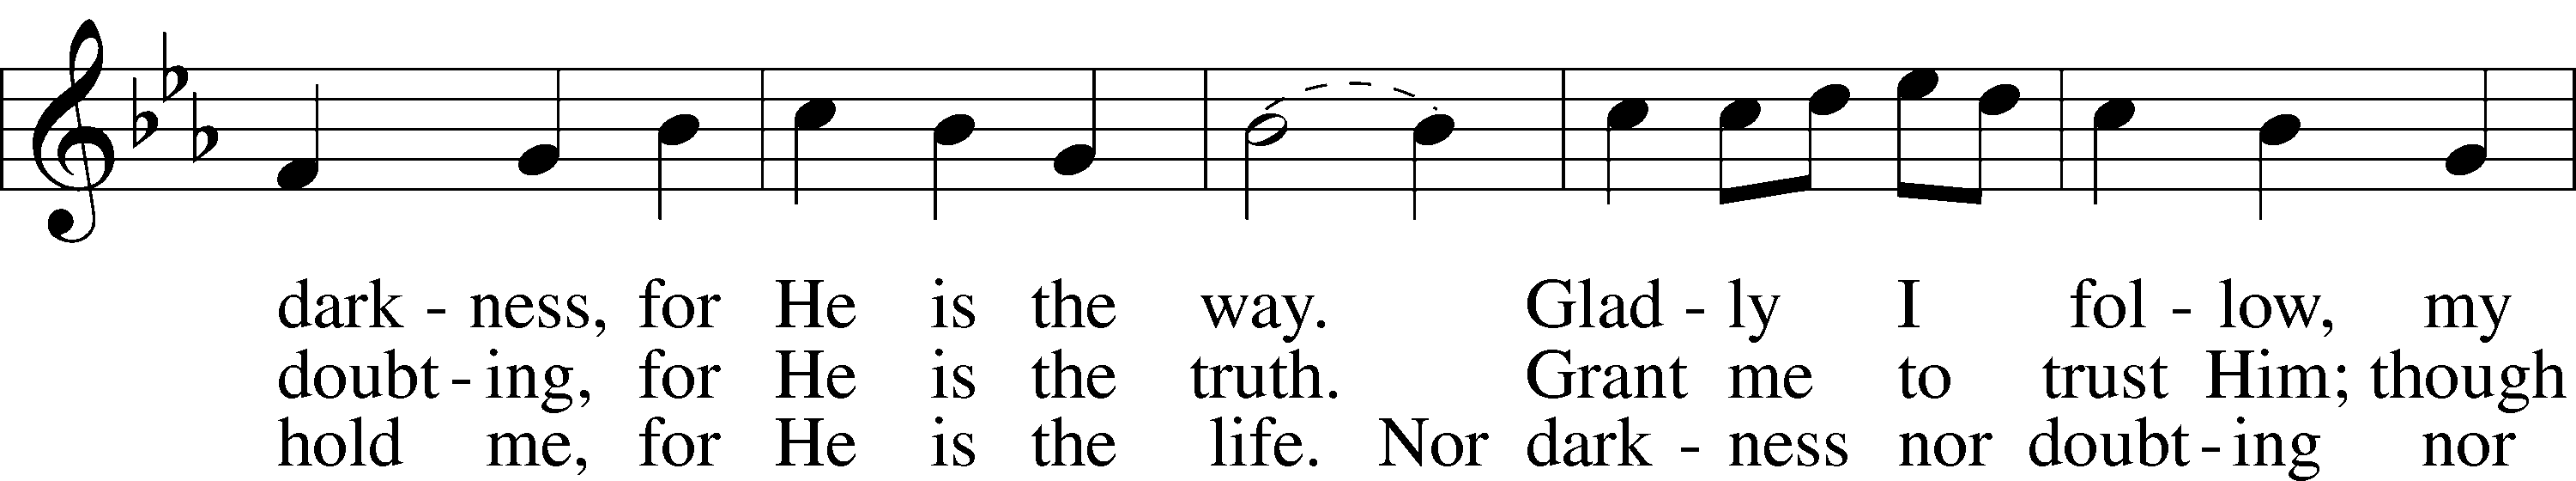 dark - ness, for He is the way. Glad - ly I fol - low, my
doubt - ing, for He is the truth. Grant me to trust Him; though
hold me, for He is the life. Nor dark - ness nor doubt - ing nor